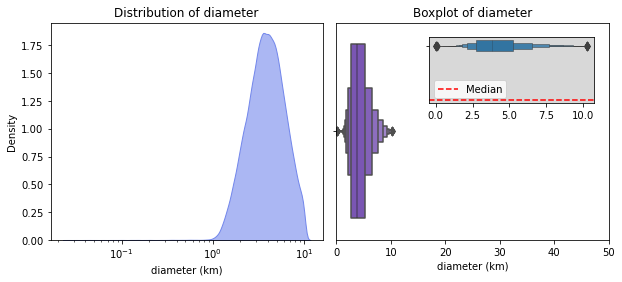 Distribution of diameter
Density
1.75
1.50
1.25
1.00
0.75
0.50
0.25
0.00
10⁻¹ 10⁰ 10¹
diameter (km)
Boxplot of diameter
Median
0.0 2.5 5.0 7.5 10.0
0 10 20 30 40 50
diameter (km)